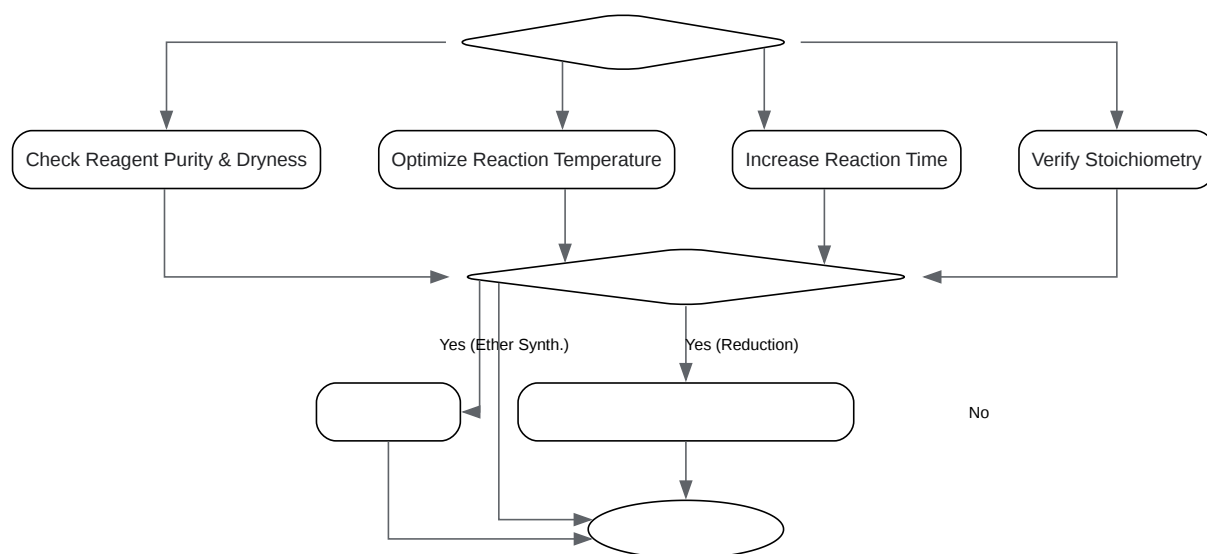 Check Reagent Purity & Dryness
Optimize Reaction Temperature
Increase Reaction Time
Verify Stoichiometry
Yes (Ether Synth.)
Yes (Reduction)
No